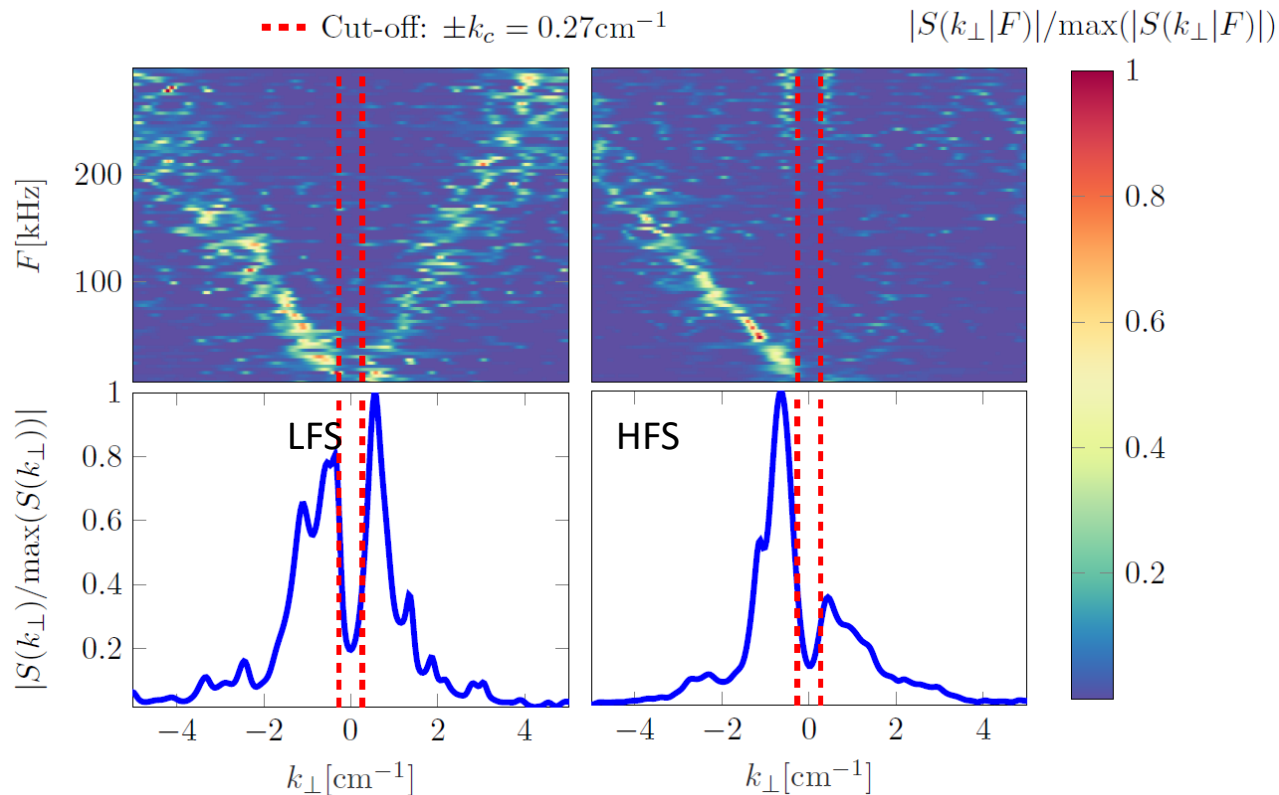 Cut-off: ±k_c = 0.27cm⁻¹
|S(k_⊥|F)|/max(|S(k_⊥|F)|)
F[kHz]
200
100
1
0.8
0.6
0.4
0.2
|S(k_⊥)/max(S(k_⊥))|
1
0.8
0.6
0.4
0.2
LFS
HFS
−4 −2 0 2 4
−4 −2 0 2 4
k_⊥[cm⁻¹]
k_⊥[cm⁻¹]